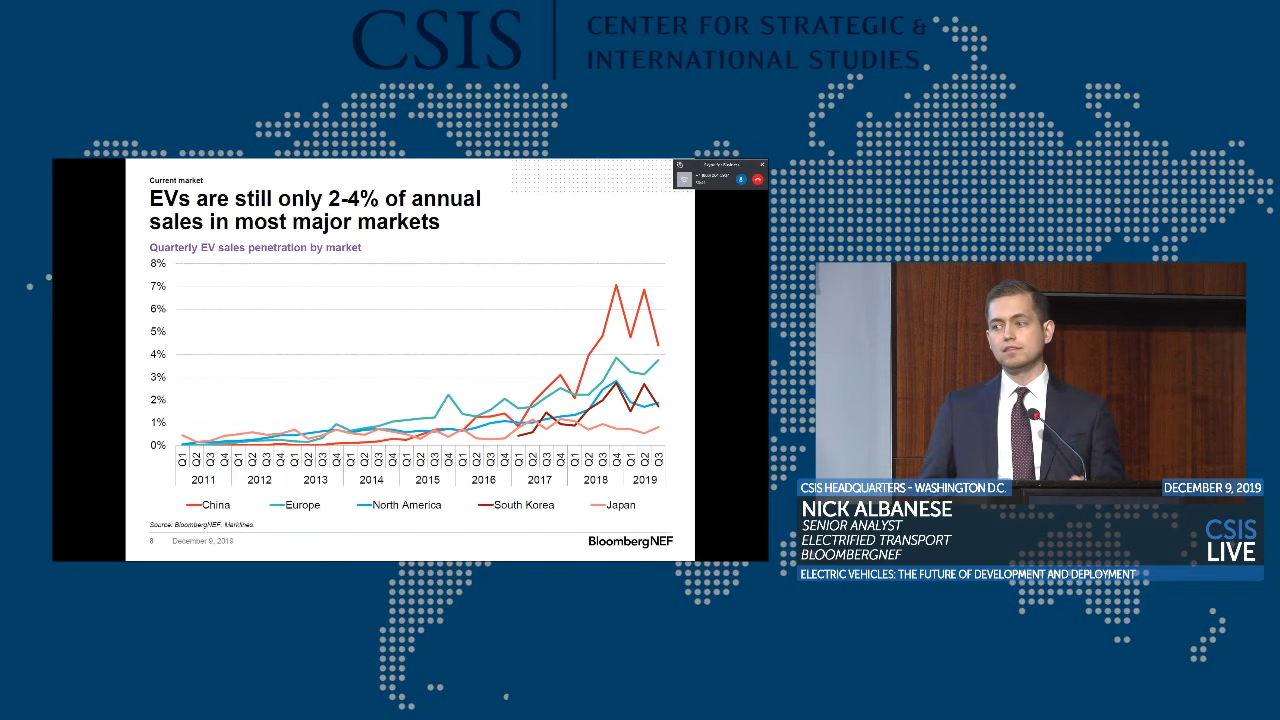 CSIS
CENTER FOR STRATEGIC &
INTERNATIONAL STUDIES
Current market
EVs are still only 2-4% of annual
sales in most major markets
Quarterly EV sales penetration by market
Skype for Business
8%
7%
6%
5%
4%
3%
2%
1%
0%
Q1 Q2 Q3 Q4 Q1 Q2 Q3 Q4 Q1 Q2 Q3 Q4 Q1 Q2 Q3 Q4 Q1 Q2 Q3 Q4 Q1 Q2 Q3 Q4 Q1 Q2 Q3 Q4 Q1 Q2 Q3 Q4 Q1 Q2 Q3
2011 2012 2013 2014 2015 2016 2017 2018 2019
China Europe North America South Korea Japan
Source: BloombergNEF, Marklines.
8 December 9, 2019
BloombergNEF
CSIS HEADQUARTERS - WASHINGTON D.C.
DECEMBER 9, 2019
NICK ALBANESE
SENIOR ANALYST
ELECTRIFIED TRANSPORT
BLOOMBERGNEF
CSIS
LIVE
ELECTRIC VEHICLES: THE FUTURE OF DEVELOPMENT AND DEPLOYMENT